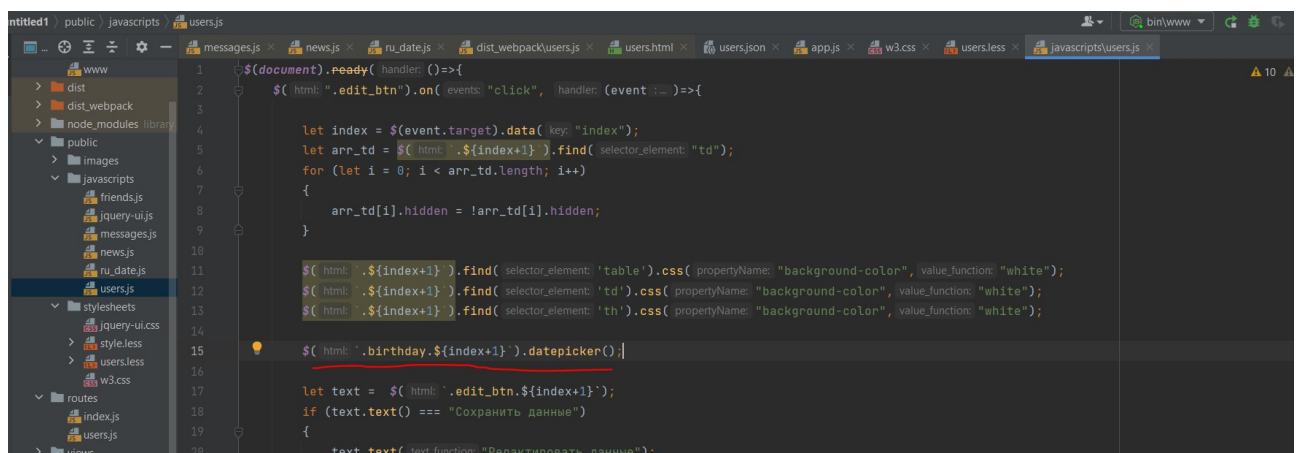 ntitled1 > public > javascripts > users.js
bin\www
messages.js × news.js × ru_date.js × dist_webpack\users.js × users.html × users.json × app.js × w3.css × users.less × javascripts\users.js ×
www
dist
dist_webpack
node_modules library
public
images
javascripts
friends.js
jquery-ui.js
messages.js
news.js
ru_date.js
users.js
stylesheets
jquery-ui.css
style.less
users.less
w3.css
routes
index.js
users.js
views
10
1 $(document).ready( handler: ()=>{
2 $( html: ".edit_btn").on( events: "click", handler: (event : … )=>{
3
4 let index = $(event.target).data( key: "index");
5 let arr_td = $( html: `.${index+1}`).find( selector_element: "td");
6 for (let i = 0; i < arr_td.length; i++)
7 {
8 arr_td[i].hidden = !arr_td[i].hidden;
9 }
10
11 $( html: `.${index+1}`).find( selector_element: 'table').css( propertyName: "background-color", value_function: "white");
12 $( html: `.${index+1}`).find( selector_element: 'td').css( propertyName: "background-color", value_function: "white");
13 $( html: `.${index+1}`).find( selector_element: 'th').css( propertyName: "background-color", value_function: "white");
14
15 $( html: `.birthday.${index+1}`).datepicker();
16
17 let text = $( html: `.edit_btn.${index+1}`);
18 if (text.text() === "Сохранить данные")
19 {
20 text.text( text_function: "Редактировать данные");